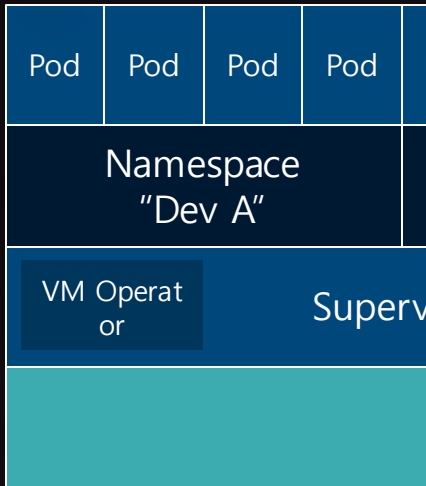 Pod Pod Pod Pod
Namespace
"Dev A"
VM Operat
or
Superv